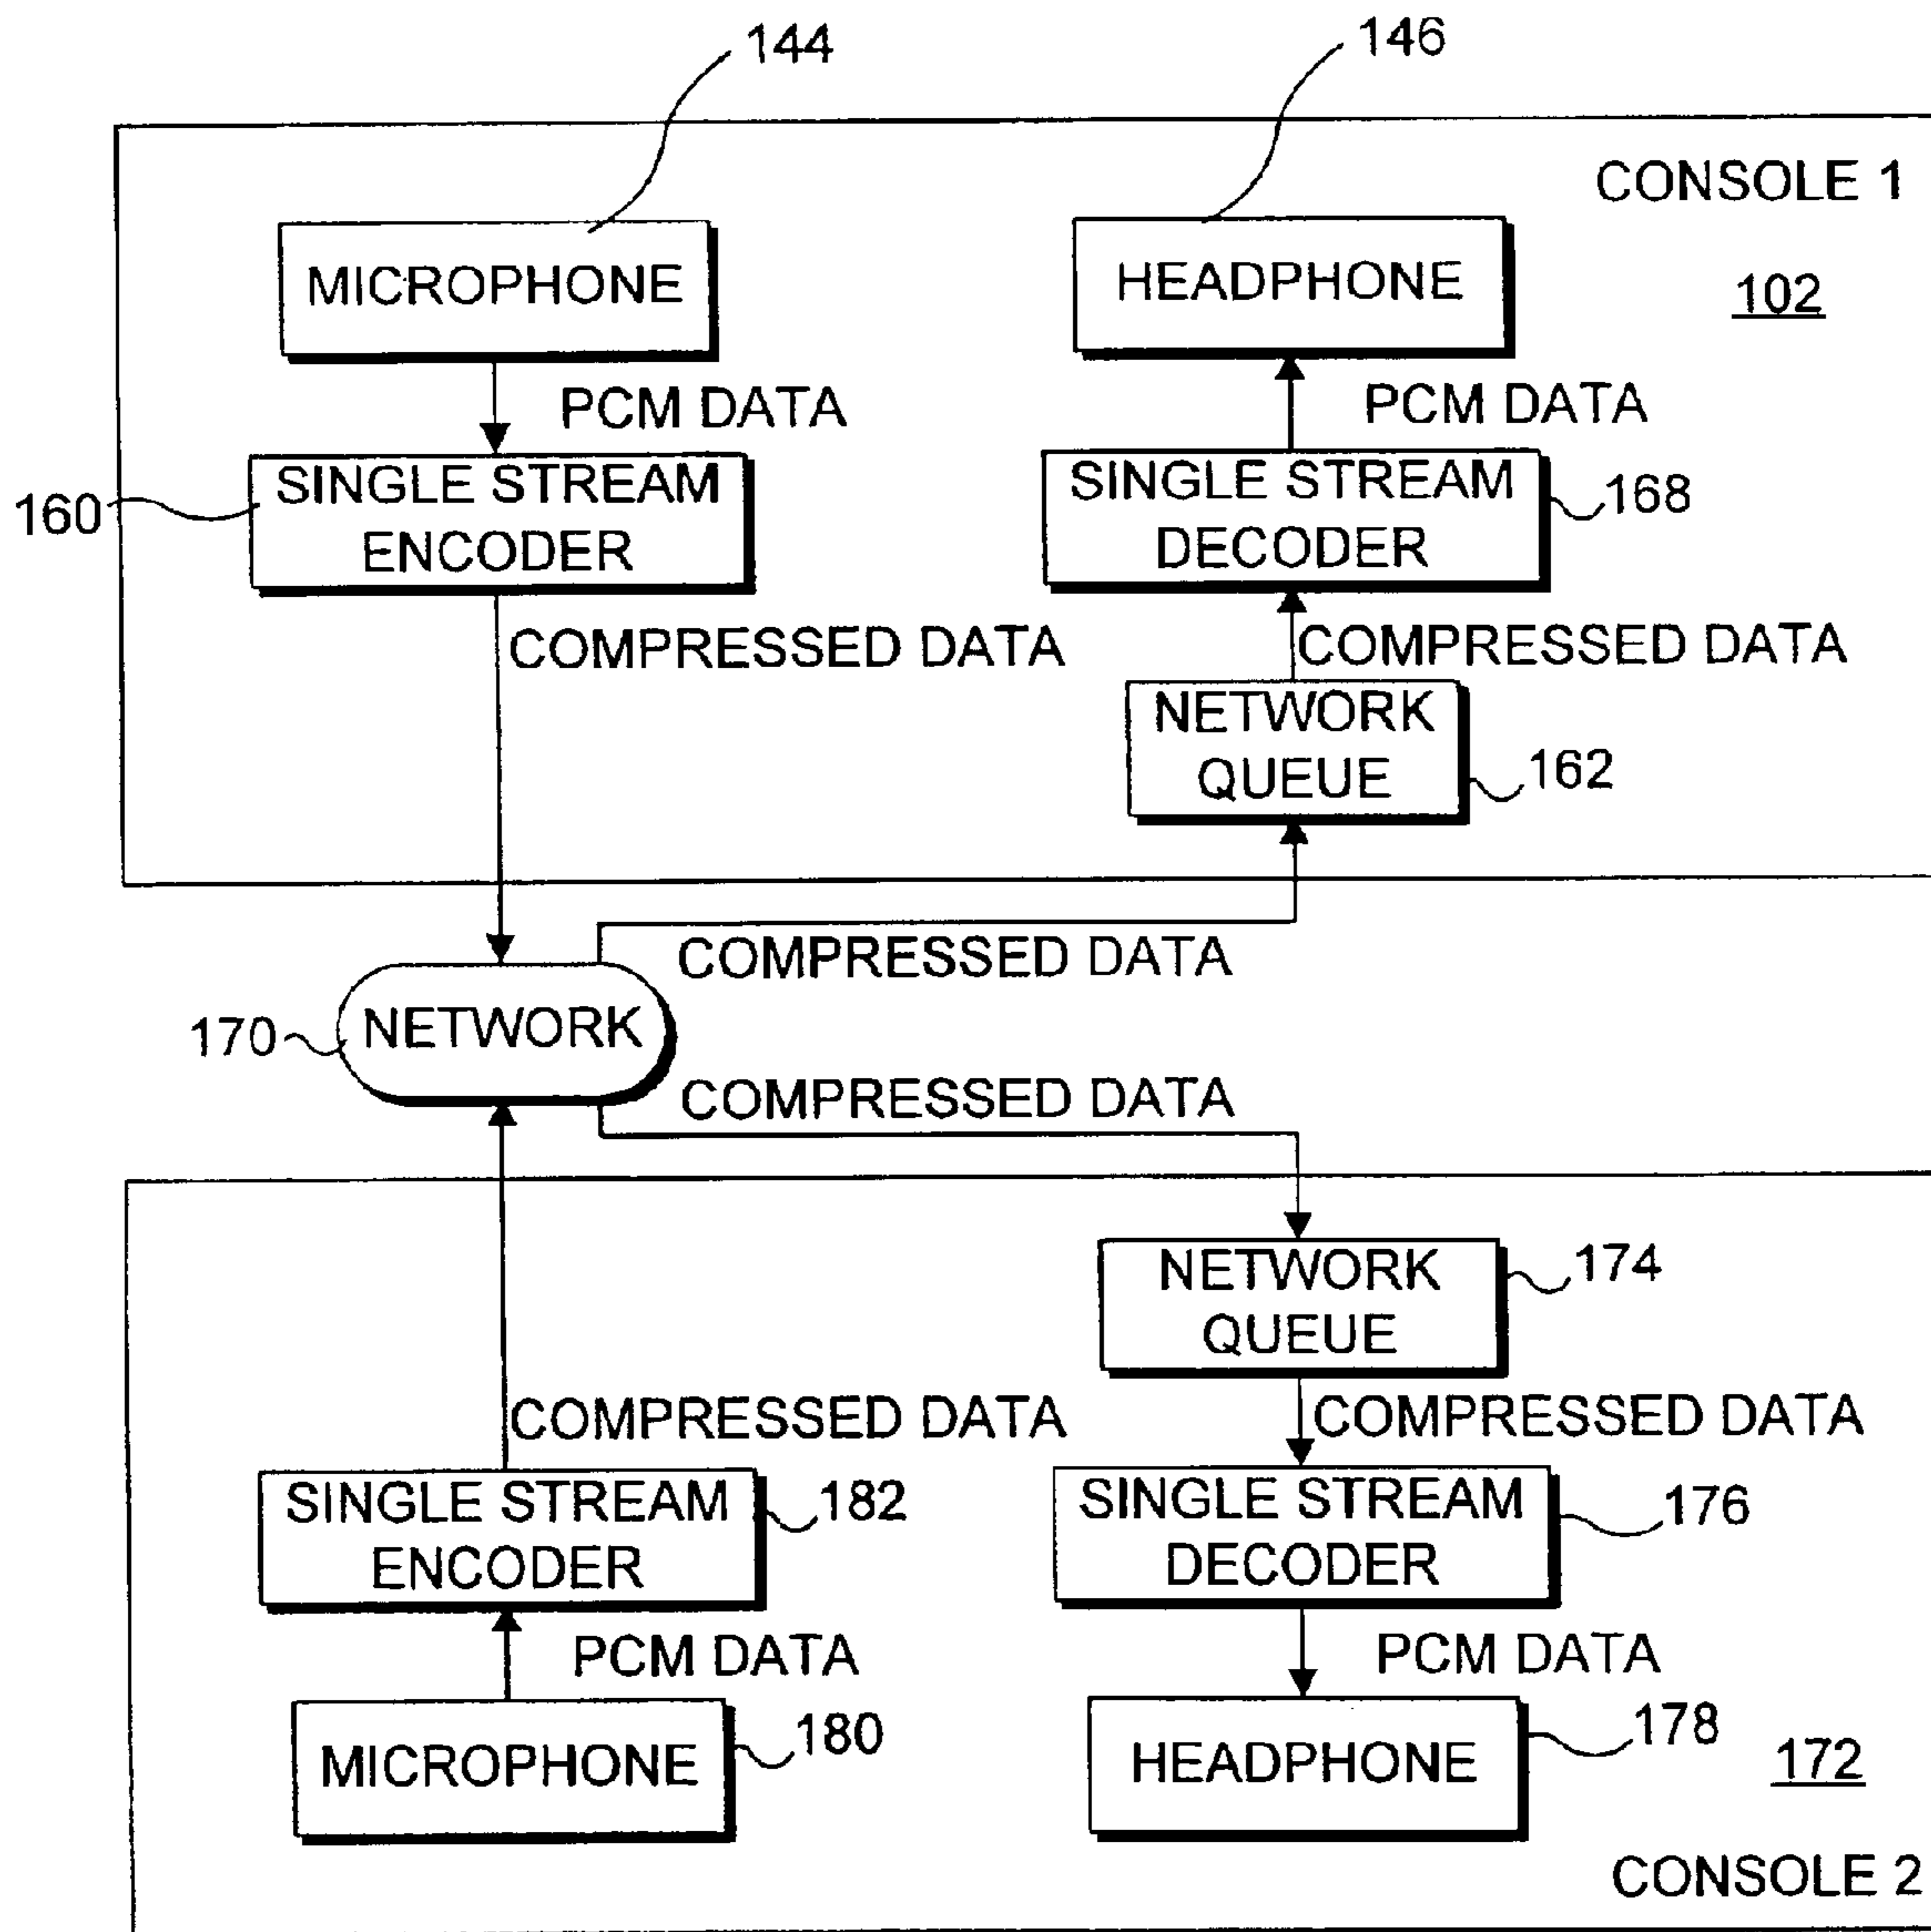 144
146
CONSOLE 1
MICROPHONE
HEADPHONE
102
PCM DATA
PCM DATA
160
SINGLE STREAM
ENCODER
SINGLE STREAM
DECODER
168
COMPRESSED DATA
COMPRESSED DATA
NETWORK
QUEUE
162
COMPRESSED DATA
170
NETWORK
COMPRESSED DATA
NETWORK
QUEUE
174
COMPRESSED DATA
COMPRESSED DATA
SINGLE STREAM
ENCODER
182
SINGLE STREAM
DECODER
176
PCM DATA
PCM DATA
MICROPHONE
180
HEADPHONE
178
172
CONSOLE 2